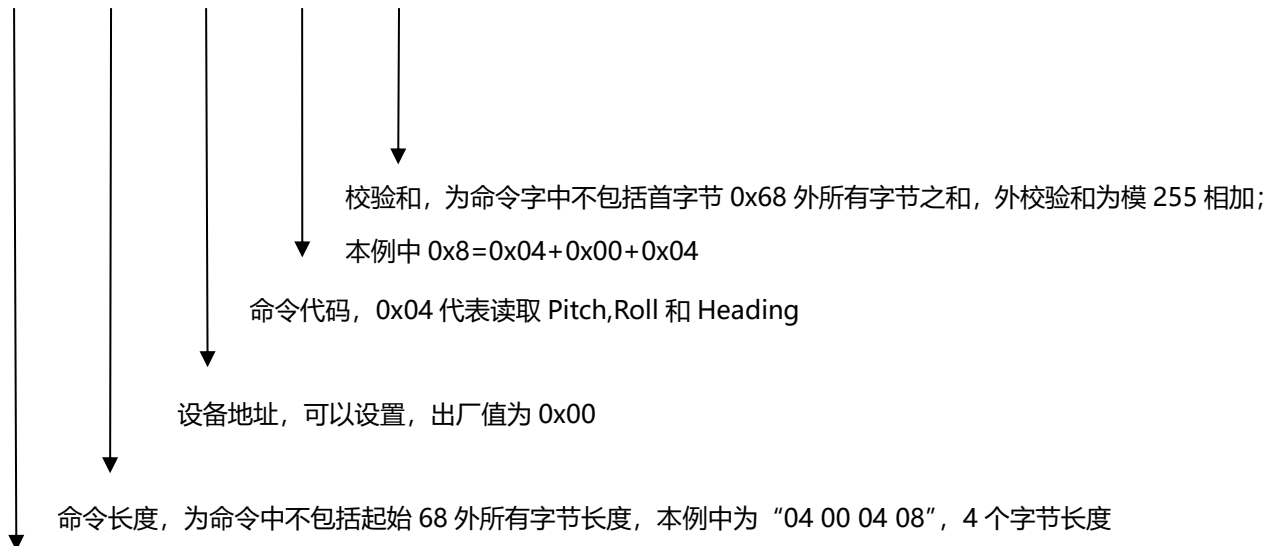 校验和，为命令字中不包括首字节 0x68 外所有字节之和，外校验和为模 255 相加；
本例中 0x8=0x04+0x00+0x04
命令代码，0x04 代表读取 Pitch,Roll 和 Heading
设备地址，可以设置，出厂值为 0x00
命令长度，为命令中不包括起始 68 外所有字节长度，本例中为“04 00 04 08”，4 个字节长度